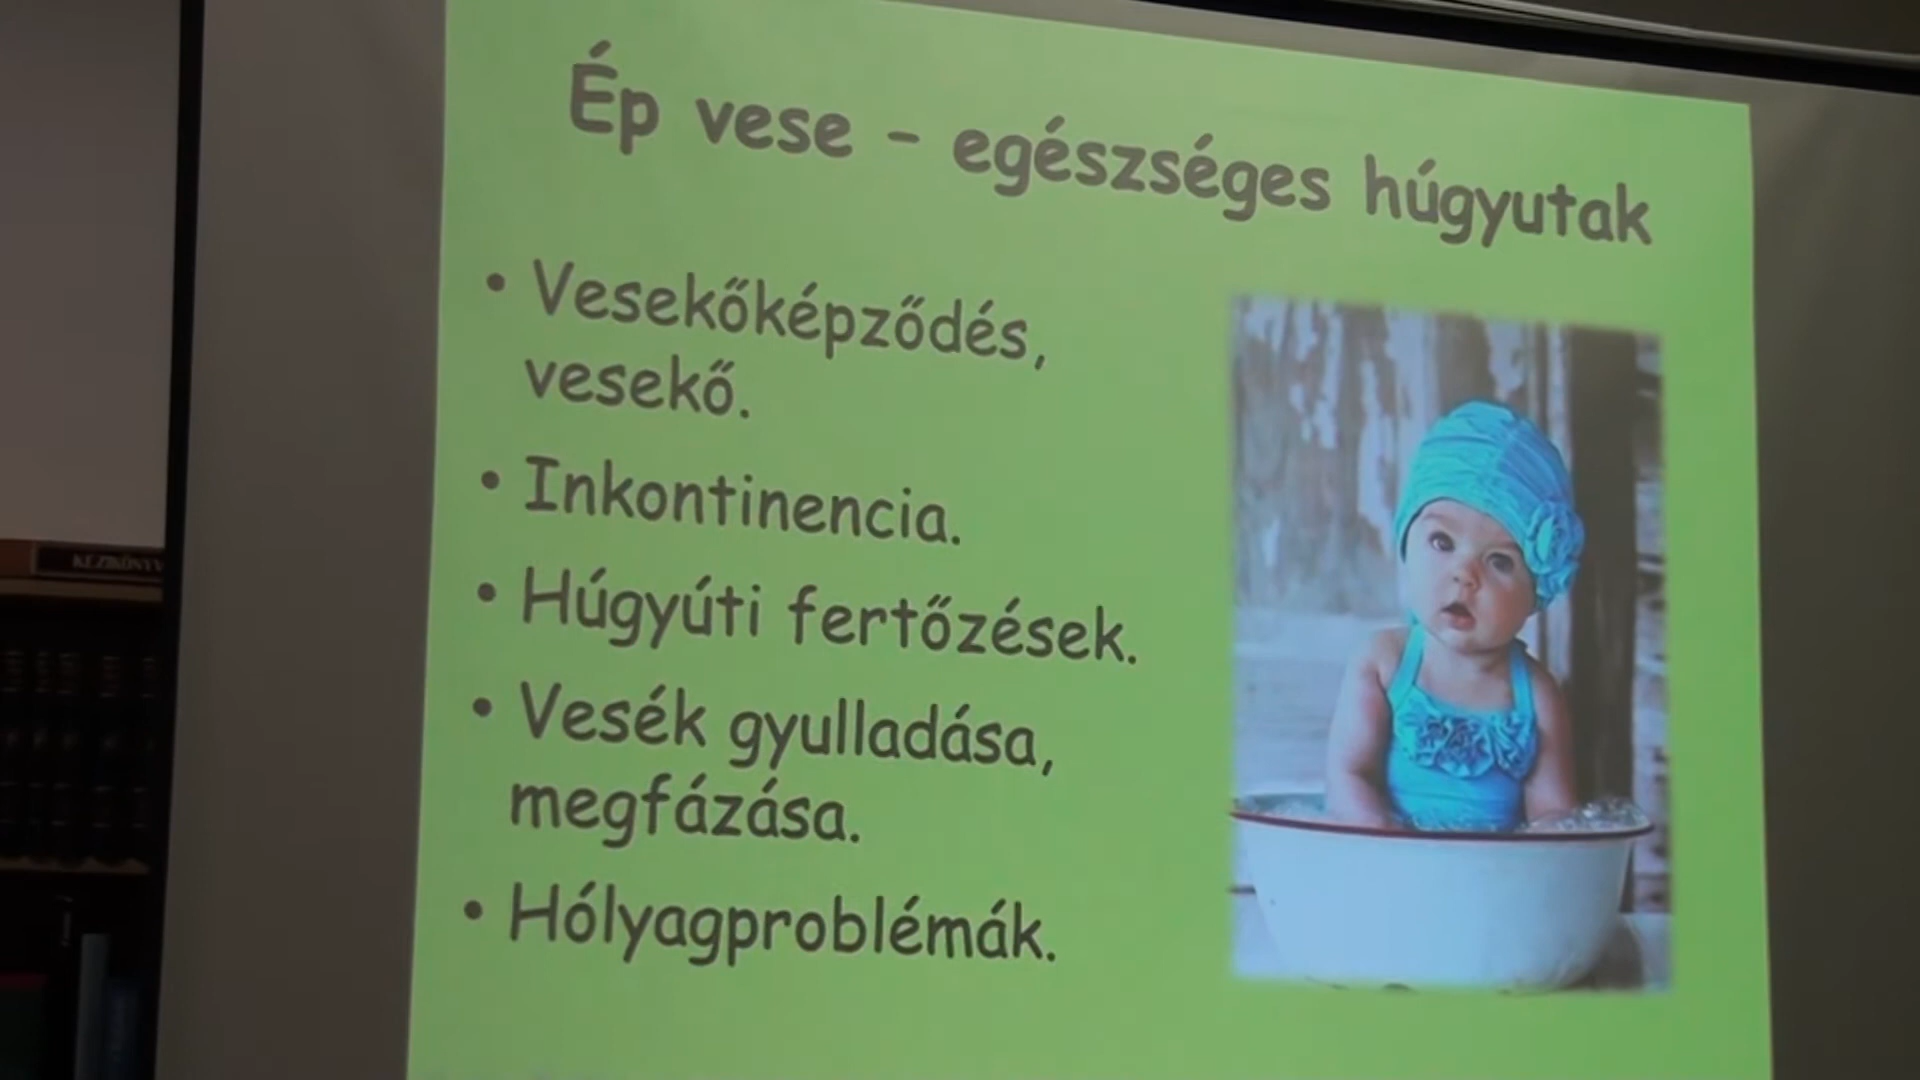 Ép vese - egészséges húgyutak
• Vesekőképződés,
vesekő.
• Inkontinencia.
• Húgyúti fertőzések.
• Vesék gyulladása,
megfázása.
• Hólyagproblémák.